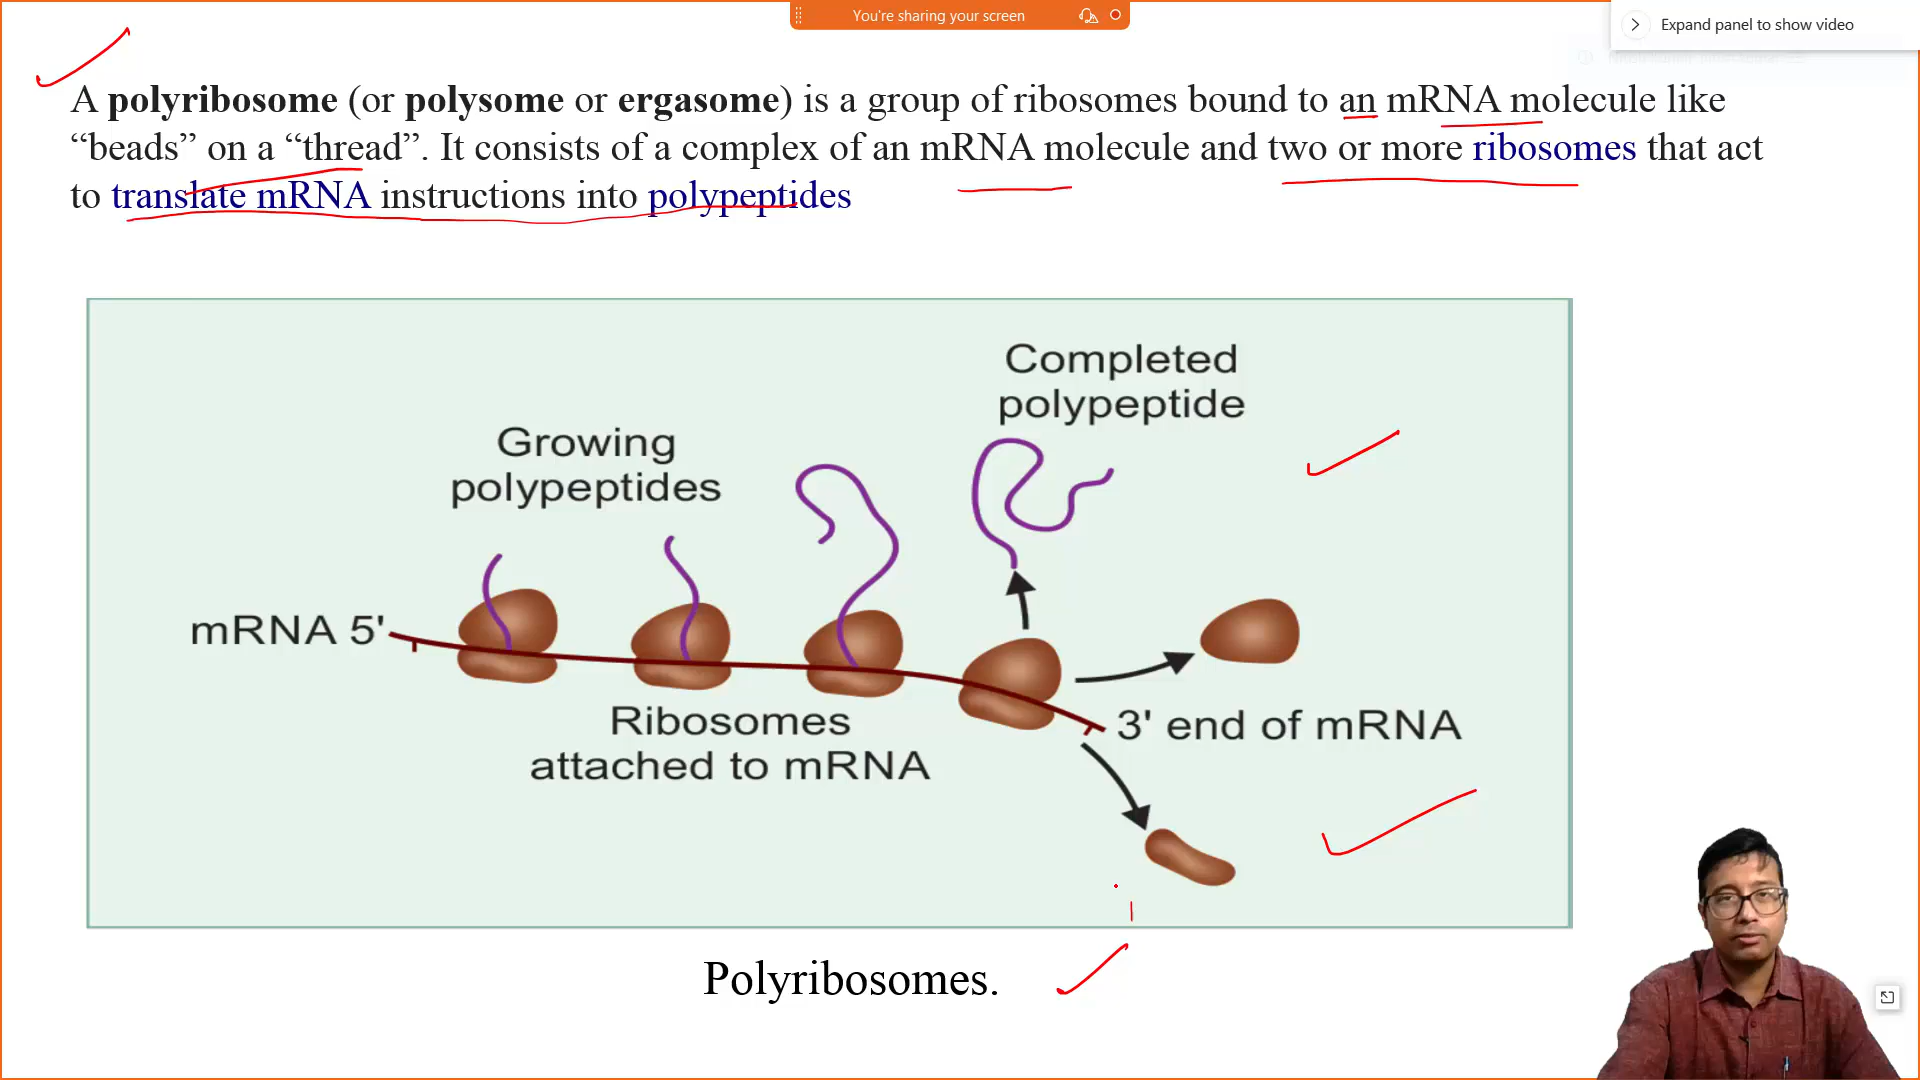 You're sharing your screen
Expand panel to show video
A polyribosome (or polysome or ergasome) is a group of ribosomes bound to an mRNA molecule like
“beads” on a “thread”. It consists of a complex of an mRNA molecule and two or more ribosomes that act
to translate mRNA instructions into polypeptides
Completed
polypeptide
Growing
polypeptides
mRNA 5'
Ribosomes
attached to mRNA
3' end of mRNA
Polyribosomes.